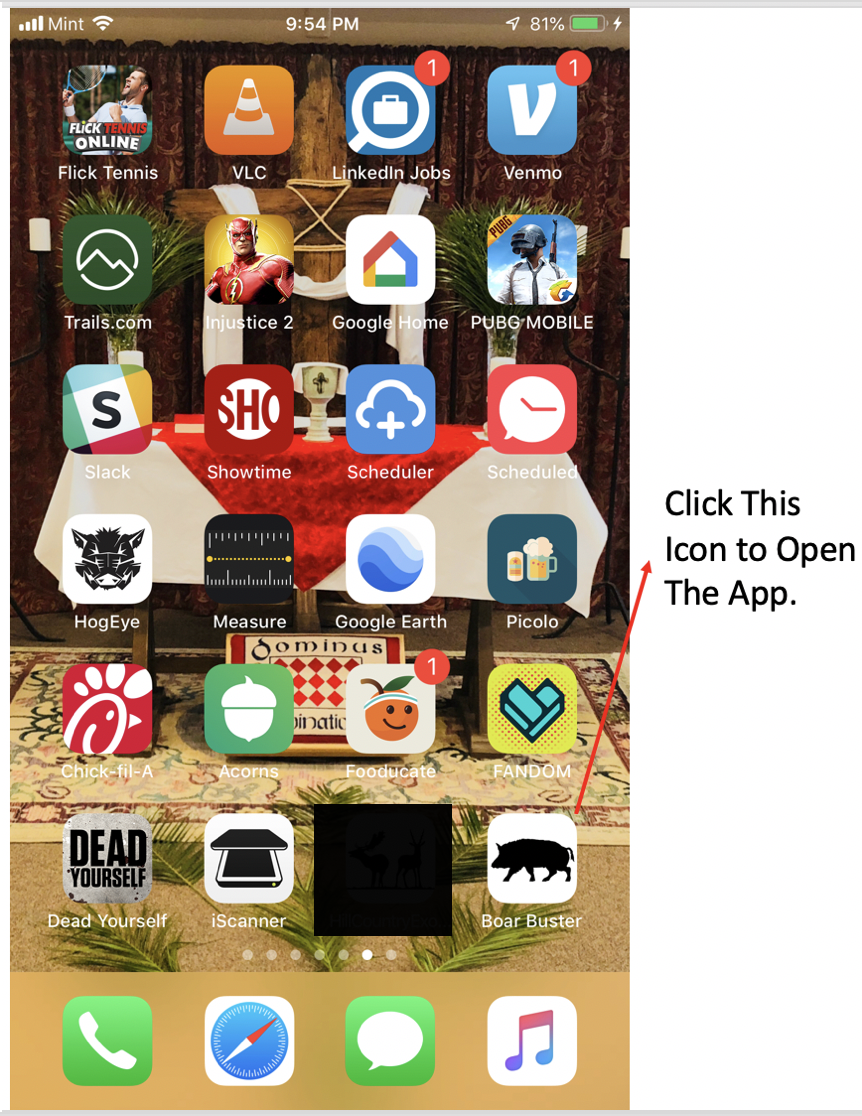 Mint 9:54 PM 81%
1 1
FLiCK TENNIS
ONLINE
Flick Tennis VLC LinkedIn Jobs Venmo
PUBG
Trails.com Injustice 2 Google Home PUBG MOBILE
S SHO
Slack Showtime Scheduler Scheduled
Click This
Icon to Open
The App.
HogEye Measure Google Earth Picolo
Dominus
1
Chick-fil-A Acorns Fooducate FANDOM
DEAD
YOURSELF
Dead Yourself iScanner Boar Buster